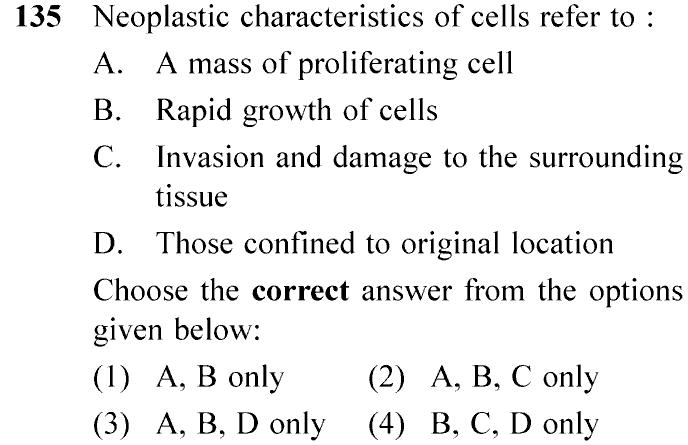 135 Neoplastic characteristics of cells refer to :
A. A mass of proliferating cell
B. Rapid growth of cells
C. Invasion and damage to the surrounding
tissue
D. Those confined to original location
Choose the correct answer from the options
given below:
(1) A, B only (2) A, B, C only
(3) A, B, D only (4) B, C, D only